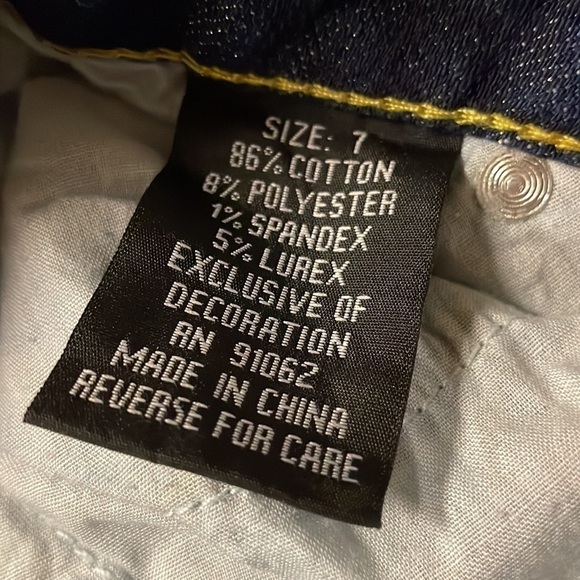 SIZE: 7
86% COTTON
8% POLYESTER
1% SPANDEX
5% LUREX
EXCLUSIVE OF
DECORATION
RN 91062
MADE IN CHINA
REVERSE FOR CARE